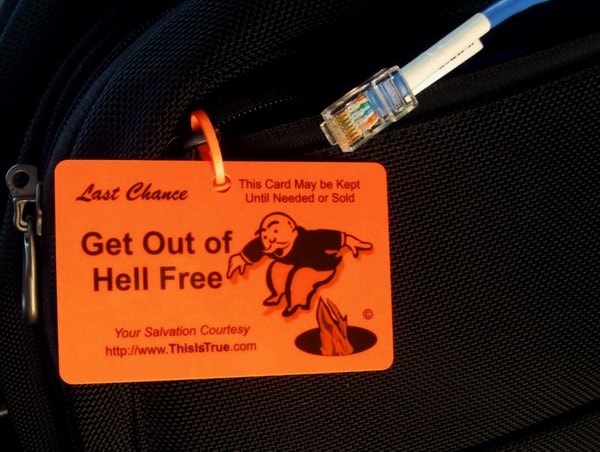 Last Chance
This Card May be Kept
Until Needed or Sold
Get Out of
Hell Free
©
Your Salvation Courtesy
http://www.ThisIsTrue.com